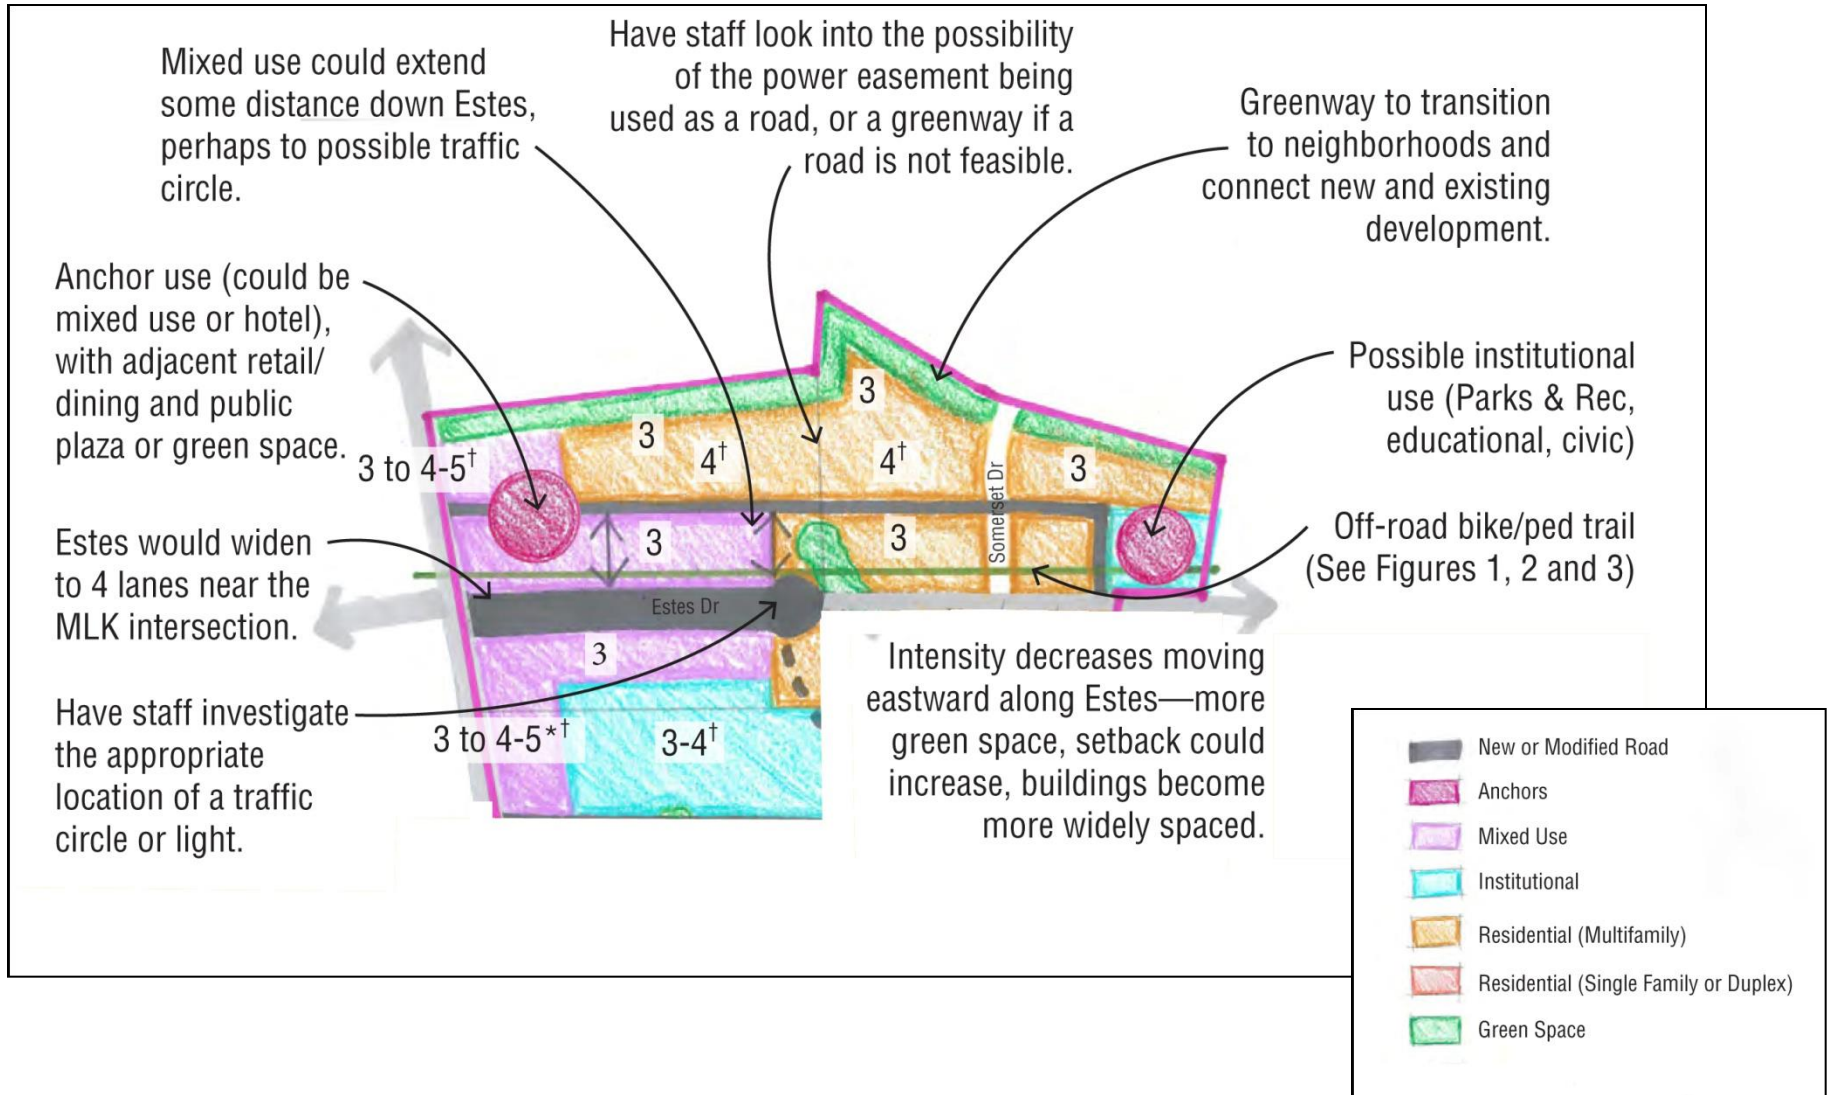 Mixed use could extend
some distance down Estes,
perhaps to possible traffic
circle.
Have staff look into the possibility
of the power easement being
used as a road, or a greenway if a
road is not feasible.
Greenway to transition
to neighborhoods and
connect new and existing
development.
Anchor use (could be
mixed use or hotel),
with adjacent retail/
dining and public
plaza or green space.
Possible institutional
use (Parks & Rec,
educational, civic)
Estes would widen
to 4 lanes near the
MLK intersection.
Off-road bike/ped trail
(See Figures 1, 2 and 3)
Have staff investigate
the appropriate
location of a traffic
circle or light.
Intensity decreases moving
eastward along Estes—more
green space, setback could
increase, buildings become
more widely spaced.
3
3
4†
4†
3
3 to 4-5†
3
3
Somerset Dr
Estes Dr
3
3 to 4-5*†
3-4†
New or Modified Road
Anchors
Mixed Use
Institutional
Residential (Multifamily)
Residential (Single Family or Duplex)
Green Space